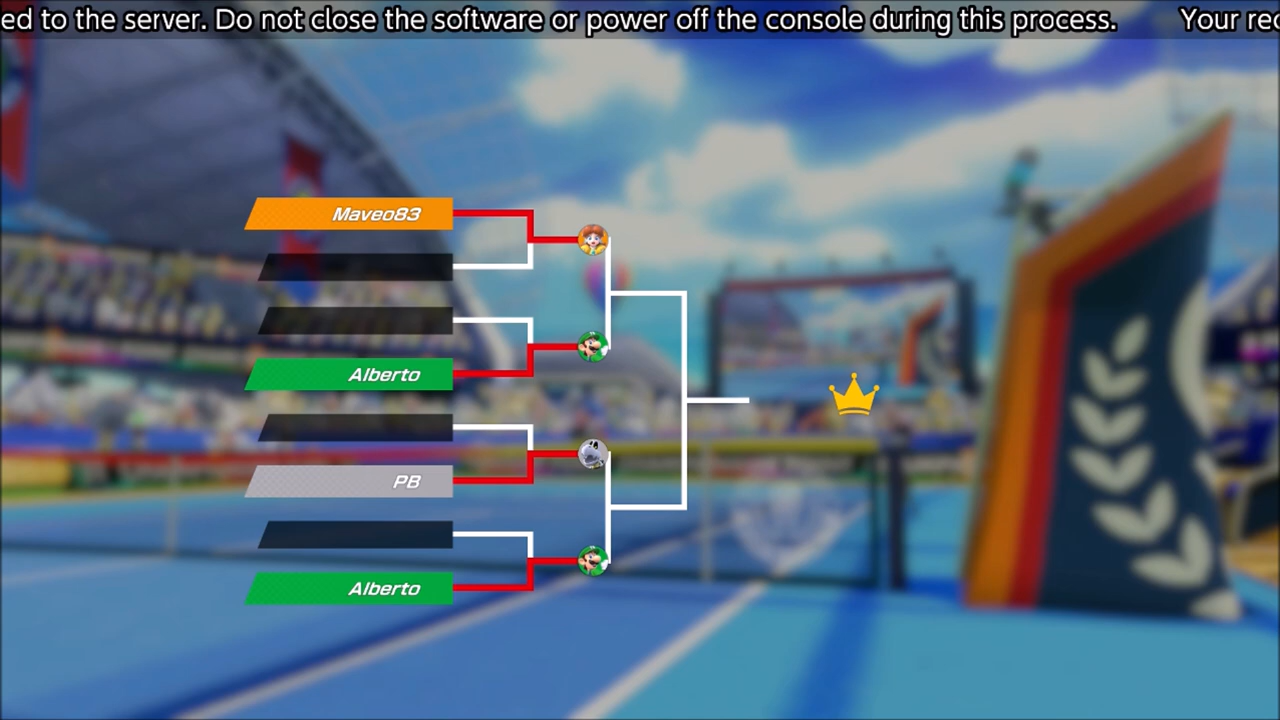 ed to the server. Do not close the software or power off the console during this process. Your rec
Maveo83
Alberto
PB
Alberto